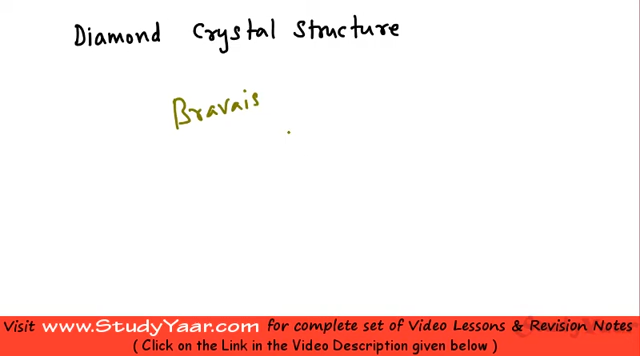 Diamond Crystal Structure
Bravais
Visit www.StudyYaar.com for complete set of Video Lessons & Revision Notes
( Click on the Link in the Video Description given below )